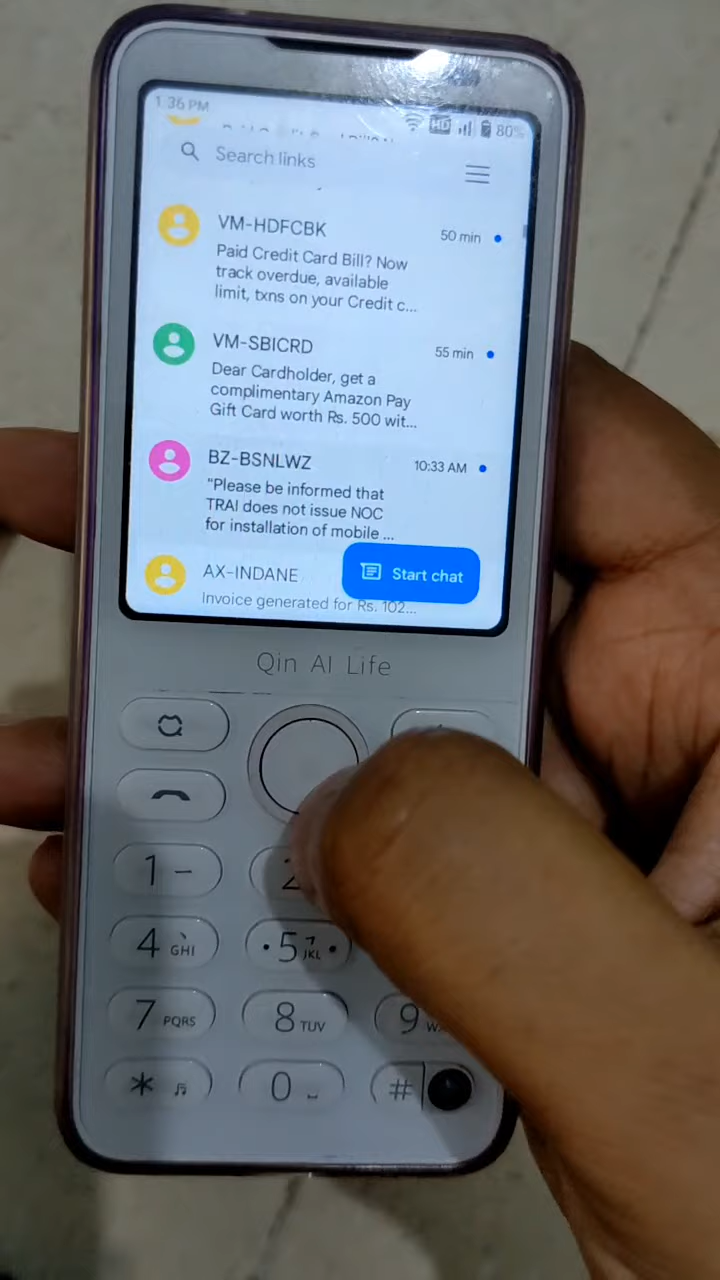 1:36 PM
HD
80%
Search links
VM-HDFCBK
50 min
Paid Credit Card Bill? Now
track overdue, available
limit, txns on your Credit c...
VM-SBICRD
55 min
Dear Cardholder, get a
complimentary Amazon Pay
Gift Card worth Rs. 500 wit...
BZ-BSNLWZ
10:33 AM
"Please be informed that
TRAI does not issue NOC
for installation of mobile ...
AX-INDANE
Start chat
Invoice generated for Rs. 102...
Qin AI Life
1 –
2
4 GHI
5 JKL
7 PQRS
8 TUV
9
*
0
#